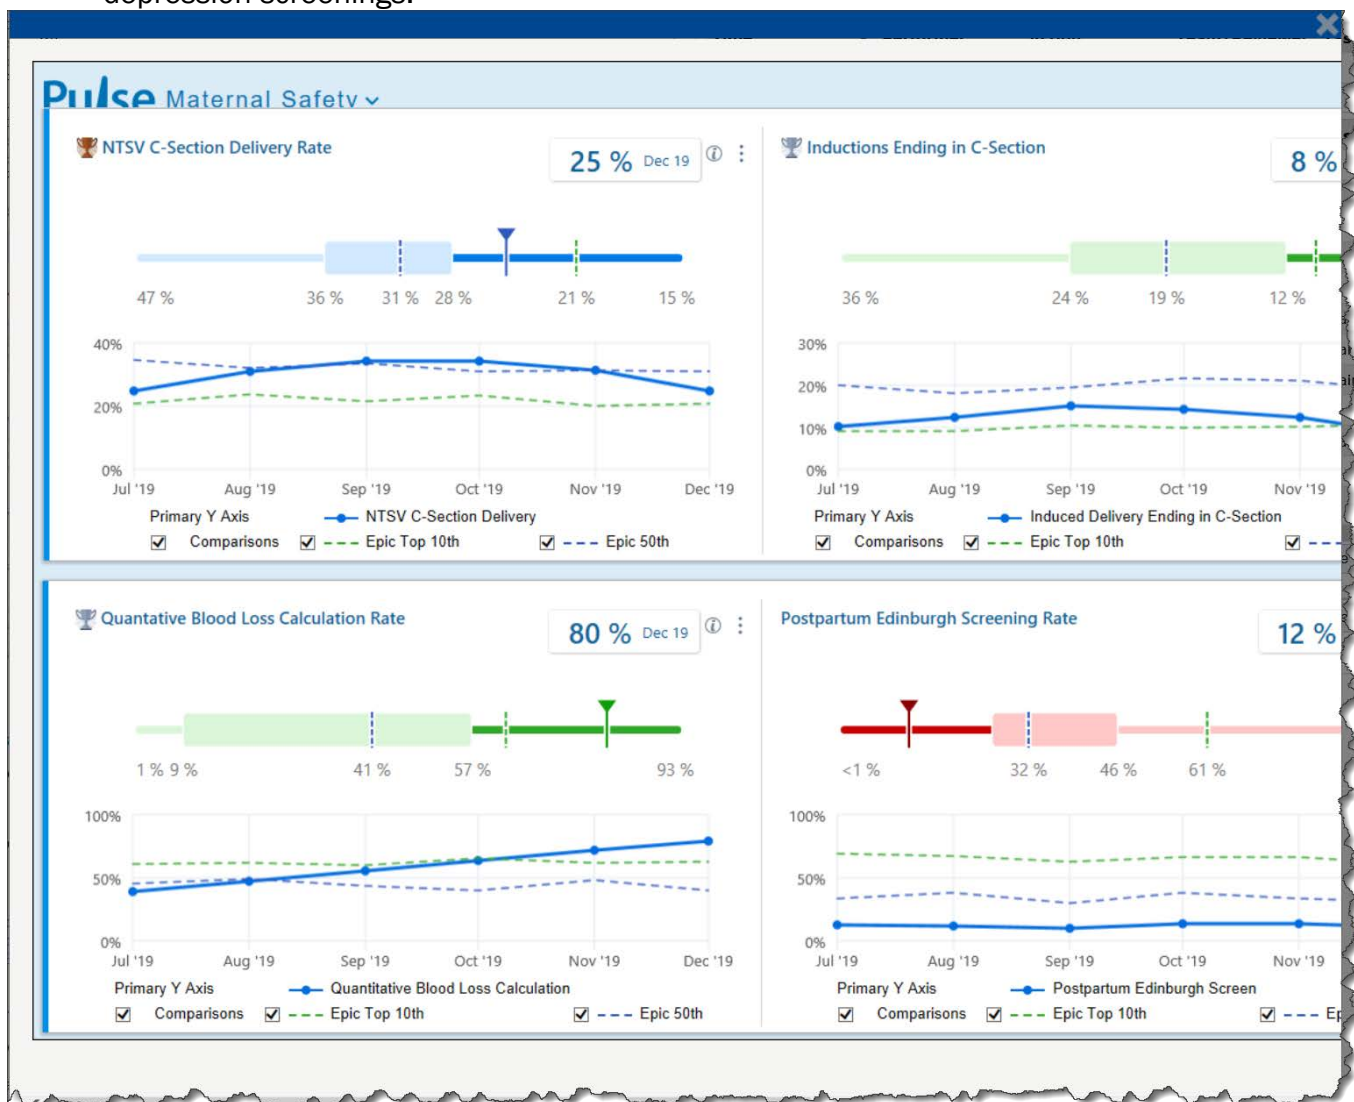 depression screenings.
Pulse Maternal Safety
NTSV C-Section Delivery Rate
25 % Dec 19
47 % 36 % 31 % 28 % 21 % 15 %
40%
20%
0%
Jul '19 Aug '19 Sep '19 Oct '19 Nov '19 Dec '19
Primary Y Axis NTSV C-Section Delivery
Comparisons Epic Top 10th Epic 50th
Inductions Ending in C-Section
8 %
36 % 24 % 19 % 12 %
30%
20%
10%
0%
Jul '19 Aug '19 Sep '19 Oct '19 Nov '19
Primary Y Axis Induced Delivery Ending in C-Section
Comparisons Epic Top 10th
Quantative Blood Loss Calculation Rate
80 % Dec 19
1 % 9 % 41 % 57 % 93 %
100%
50%
0%
Jul '19 Aug '19 Sep '19 Oct '19 Nov '19 Dec '19
Primary Y Axis Quantitative Blood Loss Calculation
Comparisons Epic Top 10th Epic 50th
Postpartum Edinburgh Screening Rate
12 %
<1 % 32 % 46 % 61 %
100%
50%
0%
Jul '19 Aug '19 Sep '19 Oct '19 Nov '19
Primary Y Axis Postpartum Edinburgh Screen
Comparisons Epic Top 10th